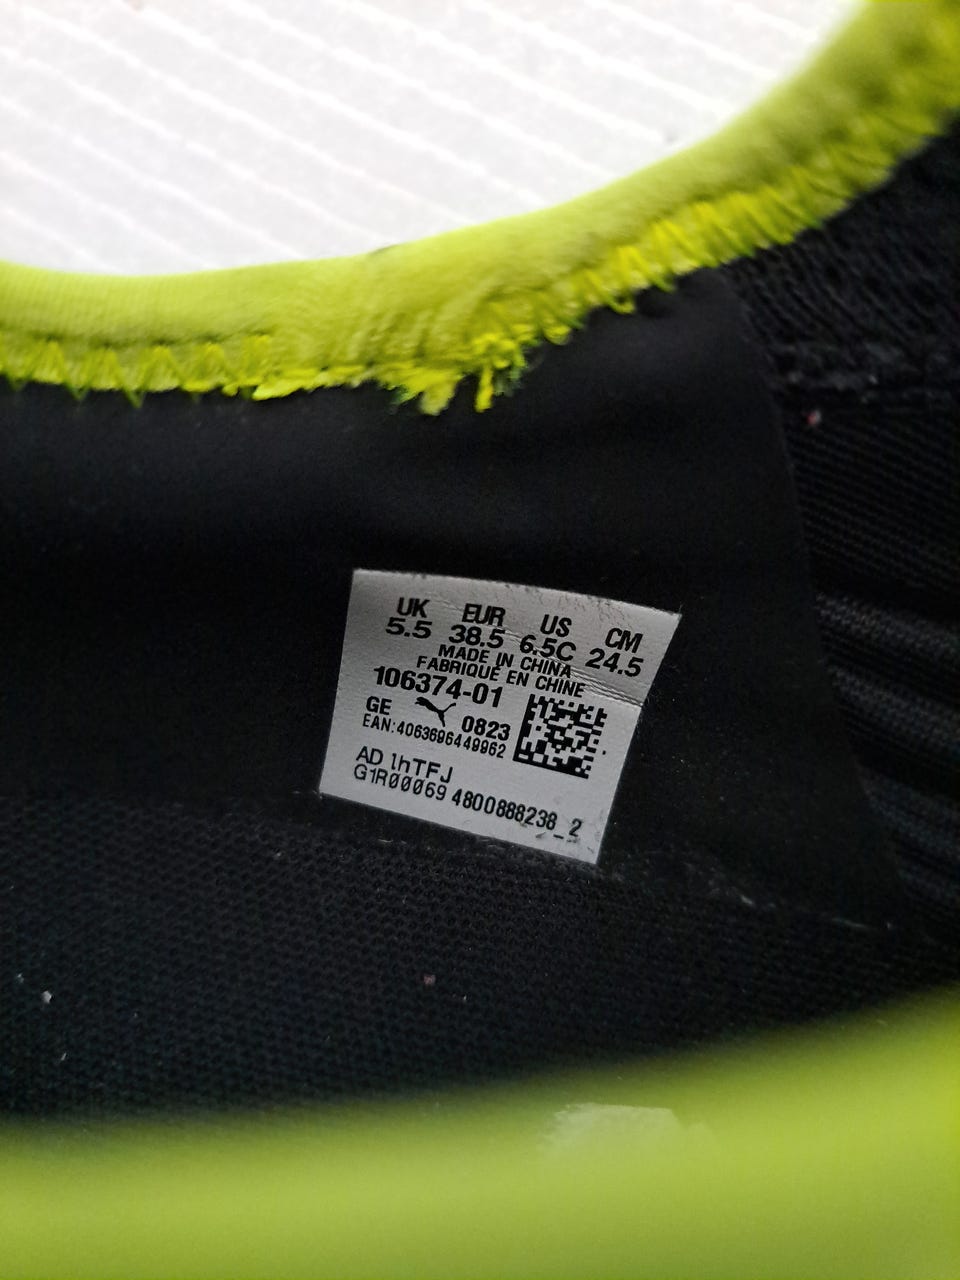 UK EUR US CM
5.5 38.5 6.5C 24.5
MADE IN CHINA
FABRIQUÉ EN CHINE
106374-01
GE 0823
EAN:4063696449962
AD lhTFJ
G1R00069 4800888238_2